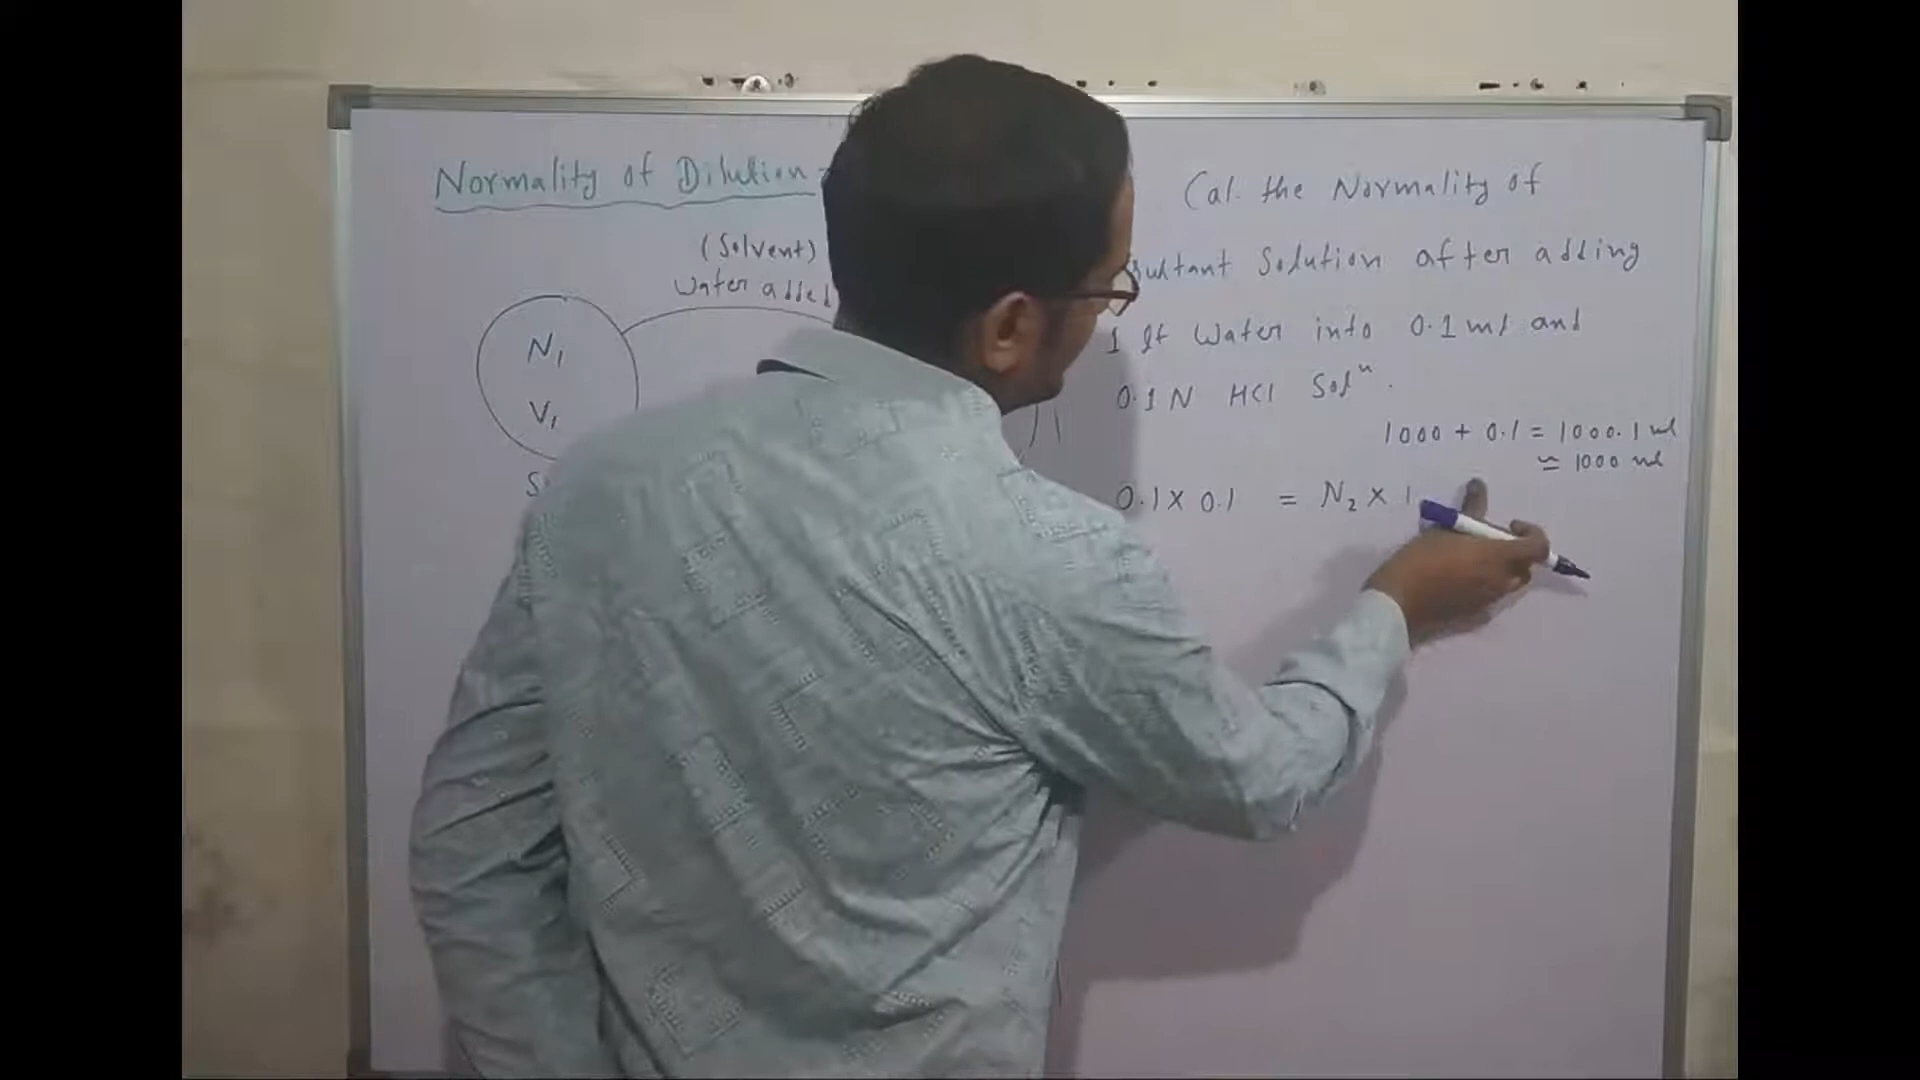 Normality of Dilution
(Solvent)
Water added
N₁
V₁
Cal. the Normality of
Solution after adding
1 lt Water into 0.1 ml and
0.1 N HCl Solⁿ.
1000 + 0.1 = 1000.1 ml
≃ 1000 ml
0.1 x 0.1 = N₂ x 1